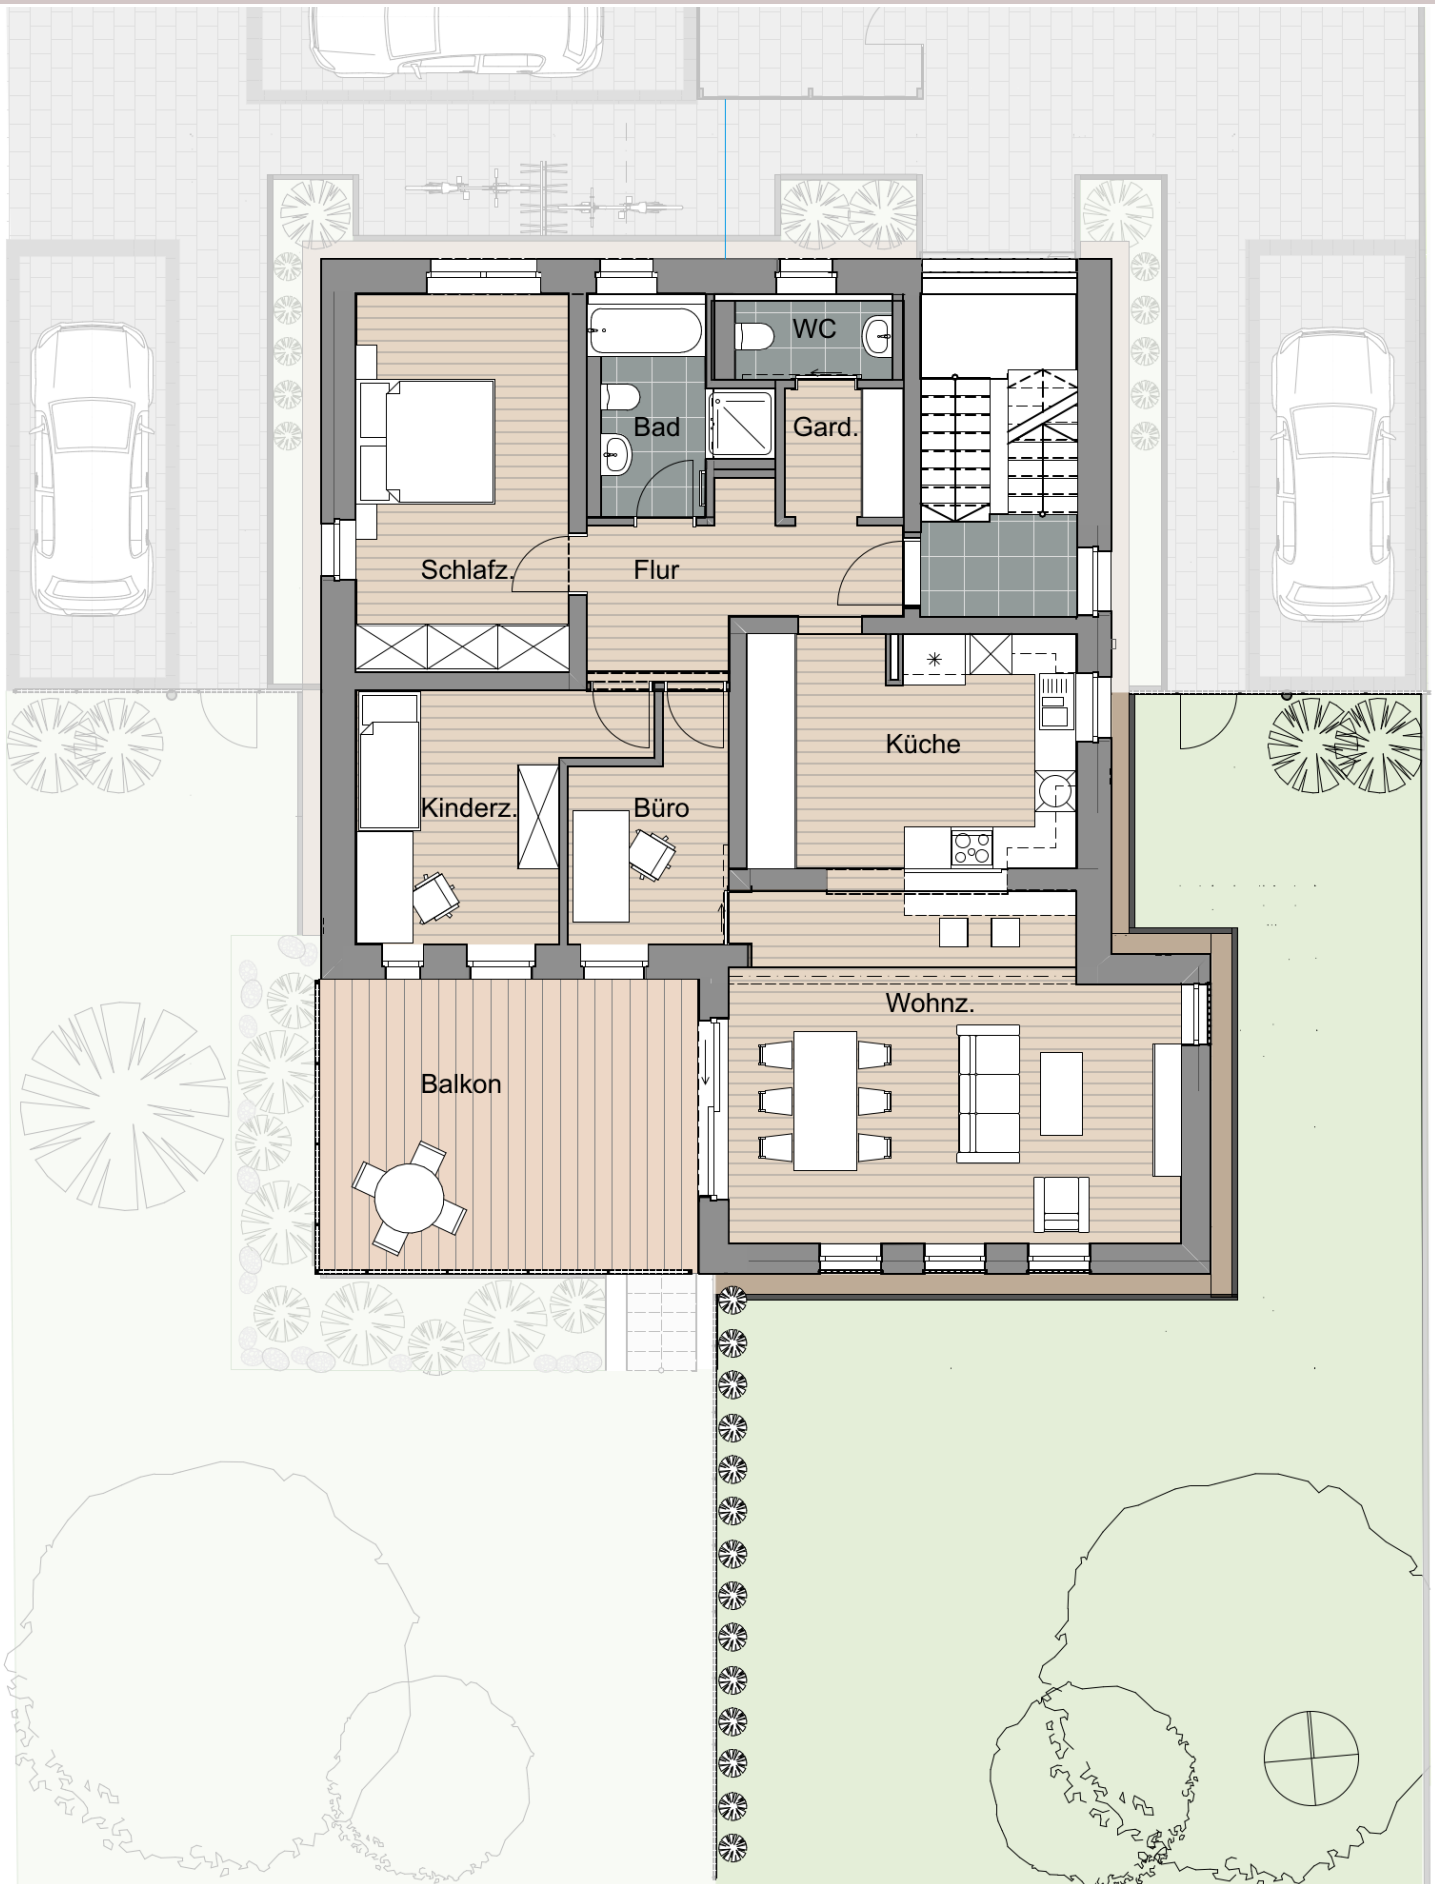 WC
Bad
Gard.
Schlafz.
Flur
Küche
Kinderz.
Büro
Wohnz.
Balkon